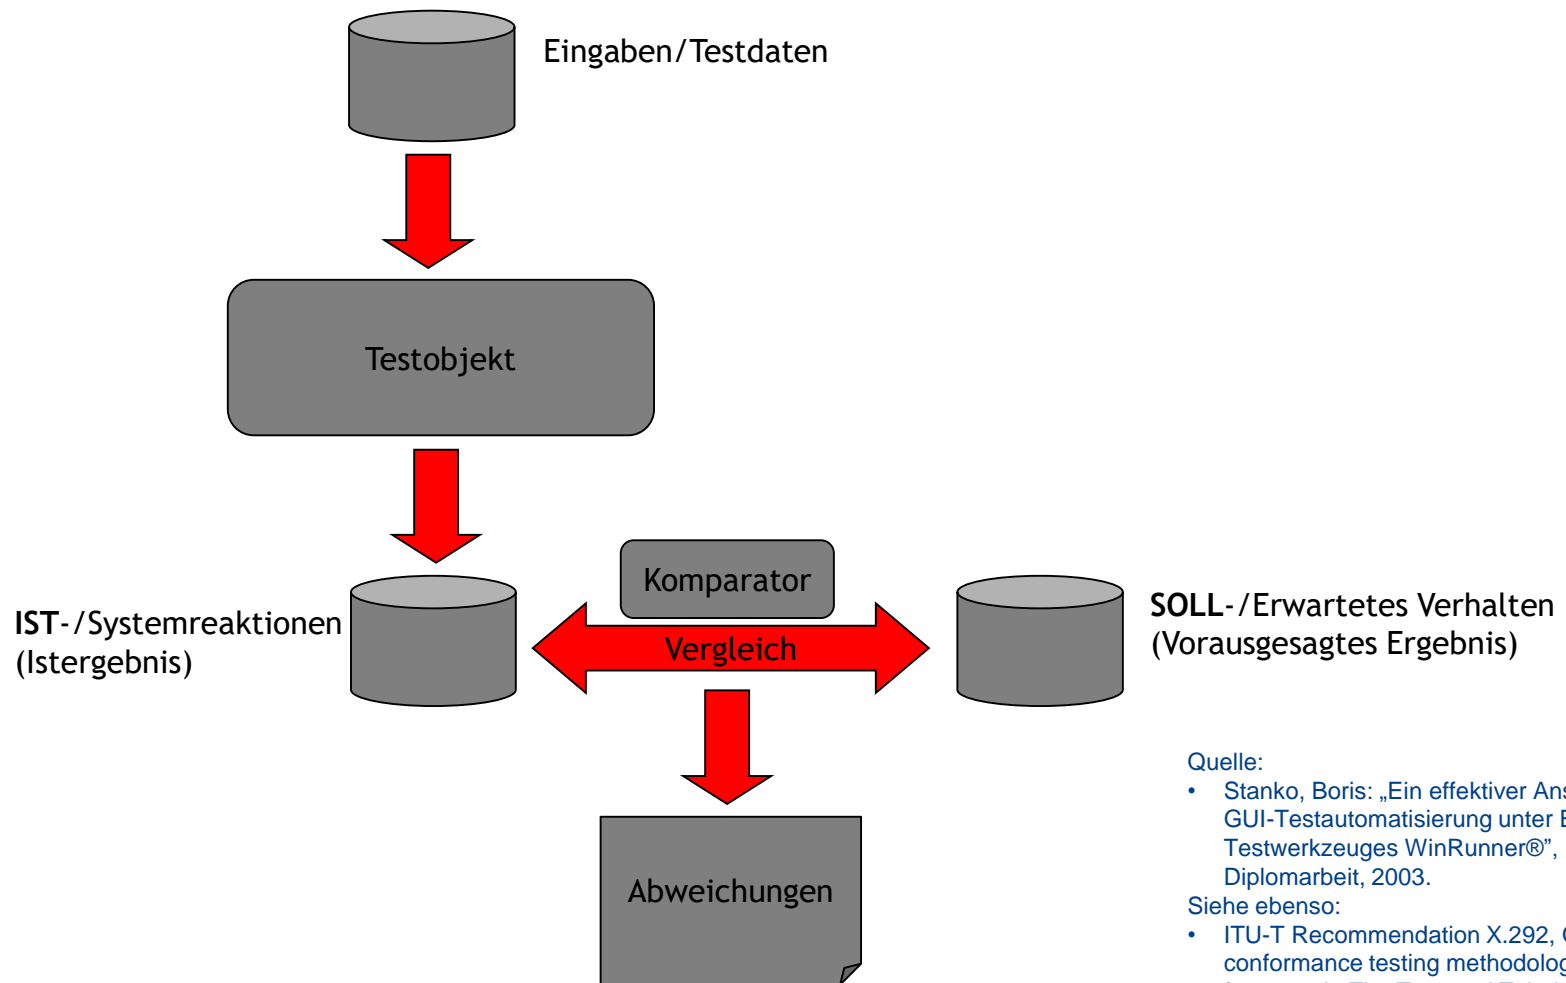 Eingaben/Testdaten
Testobjekt
Komparator
IST-/Systemreaktionen
(Istergebnis)
Vergleich
SOLL-/Erwartetes Verhalten
(Vorausgesagtes Ergebnis)
Abweichungen
Quelle:
• Stanko, Boris: „Ein effektiver
GUI-Testautomatisierung unter
Testwerkzeuges WinRunner®”,
Diplomarbeit, 2003.
Siehe ebenso:
• ITU-T Recommendation X.292,
conformance testing